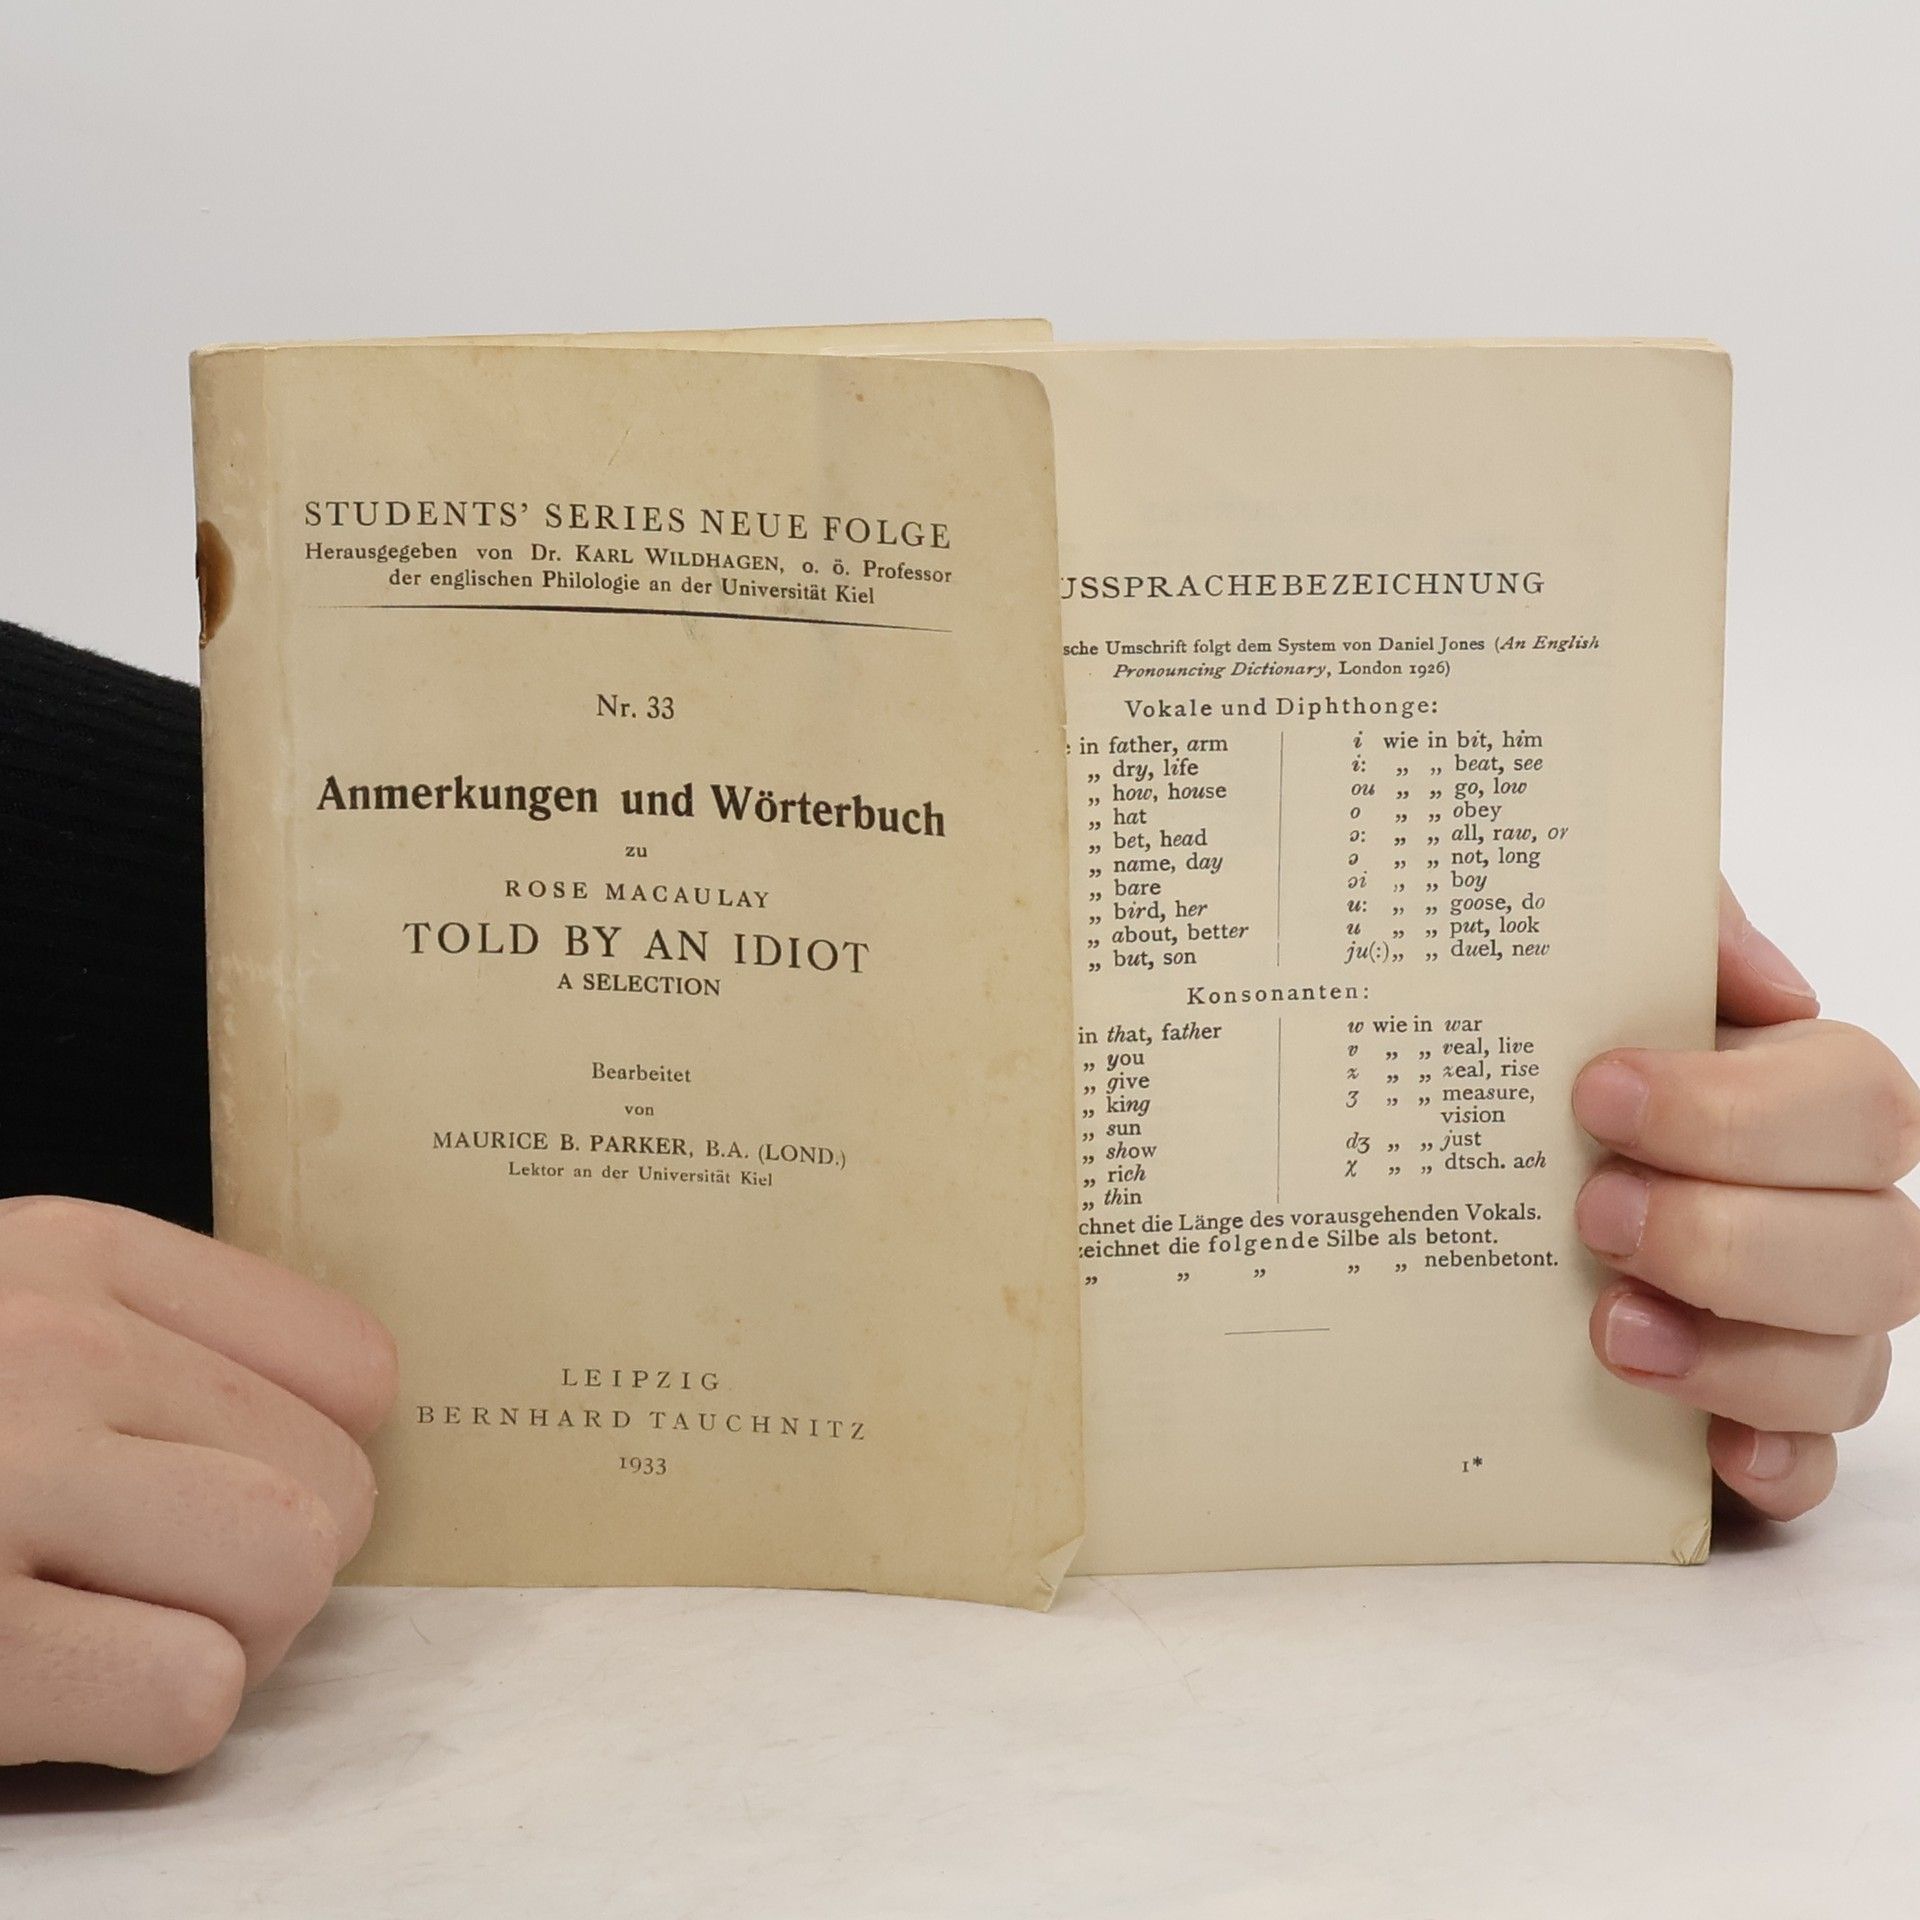 STUDENTS' SERIES NEUE FOLGE
Herausgegeben von Dr. KARL WILDHAGEN, o. ö. Professor
der englischen Philologie an der Universität Kiel
Nr. 33
Anmerkungen und Wörterbuch
zu
ROSE MACAULAY
TOLD BY AN IDIOT
A SELECTION
Bearbeitet
von
MAURICE B. PARKER, B.A. (LOND.)
Lektor an der Universität Kiel
LEIPZIG
BERNHARD TAUCHNITZ
1933
USSPRACHEBEZEICHNUNG
sche Umschrift folgt dem System von Daniel Jones (An English
Pronouncing Dictionary, London 1926)
Vokale und Diphthonge:
in father, arm
„ dry, life
„ how, house
„ hat
„ bet, head
„ name, day
„ bare
„ bird, her
„ about, better
„ but, son
i wie in bit, him
i: „ „ beat, see
ou „ „ go, low
o „ „ obey
ɔ: „ „ all, raw, or
ɔ „ „ not, long
ɔi „ „ boy
u: „ „ goose, do
u „ „ put, look
ju(:) „ „ duel, new
Konsonanten:
in that, father
„ you
„ give
„ king
„ sun
„ show
„ rich
„ thin
w wie in war
v „ „ veal, live
z „ „ zeal, rise
ʒ „ „ measure,
vision
dʒ „ „ just
χ „ „ dtsch. ach
chnet die Länge des vorausgehenden Vokals.
zeichnet die folgende Silbe als betont.
„ „ „ „ „ nebenbetont.
1*